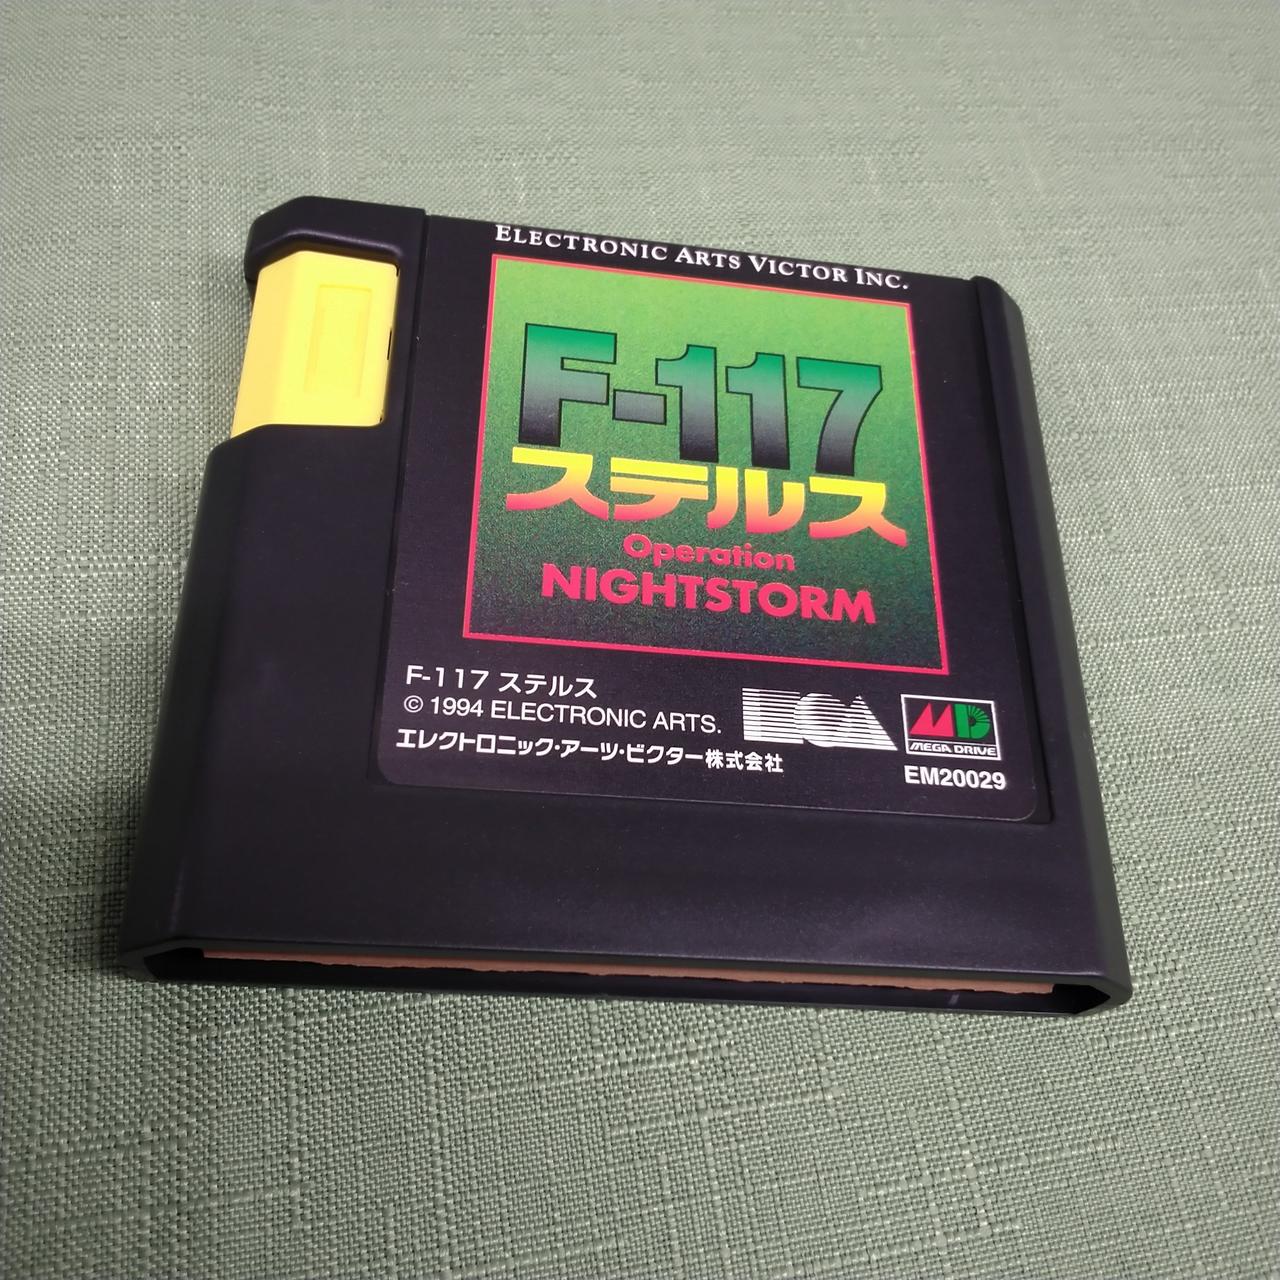 ELECTRONIC ARTS VICTOR INC.
F-117
ステルス
Operation
NIGHTSTORM
F-117 ステルス
© 1994 ELECTRONIC ARTS.
エレクトロニック・アーツ・ビクター株式会社
EOA
MD
MEGA DRIVE
EM20029